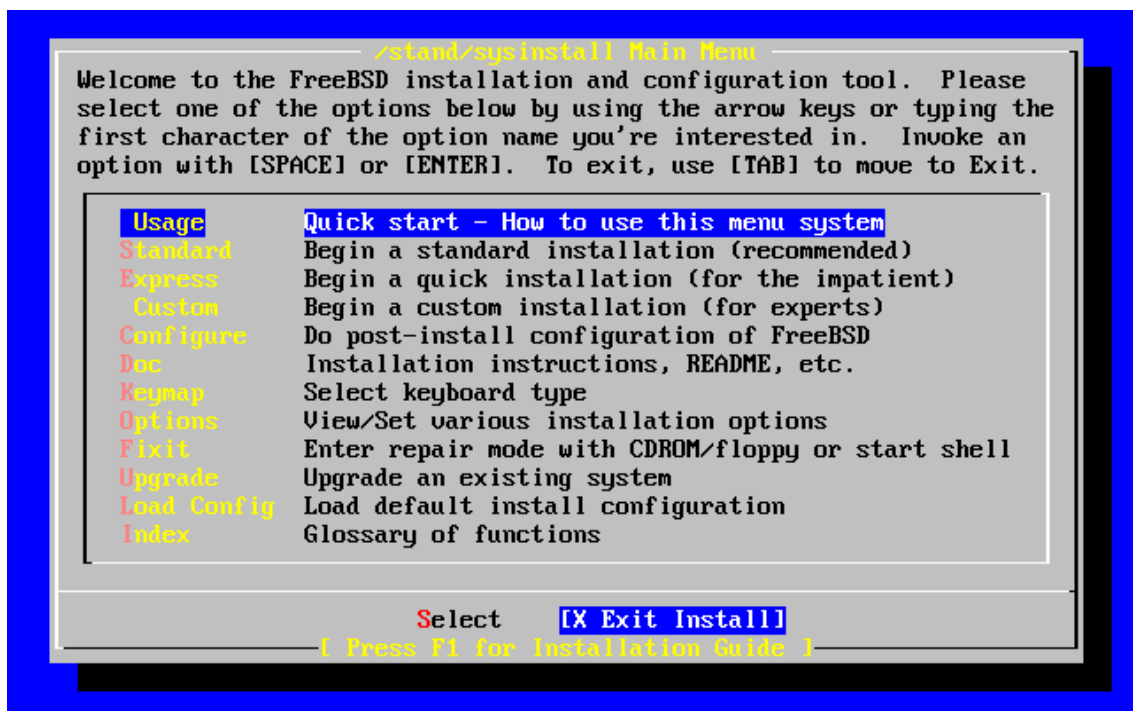 /stand/sysinstall Main Menu
Welcome to the FreeBSD installation and configuration tool.  Please
select one of the options below by using the arrow keys or typing the
first character of the option name you're interested in.  Invoke an
option with [SPACE] or [ENTER].  To exit, use [TAB] to move to Exit.
Usage Quick start - How to use this menu system
Standard Begin a standard installation (recommended)
Express Begin a quick installation (for the impatient)
Custom Begin a custom installation (for experts)
Configure Do post-install configuration of FreeBSD
Doc Installation instructions, README, etc.
Keymap Select keyboard type
Options View/Set various installation options
Fixit Enter repair mode with CDROM/floppy or start shell
Upgrade Upgrade an existing system
Load Config Load default install configuration
Index Glossary of functions
Select [X Exit Install]
[ Press F1 for Installation Guide ]